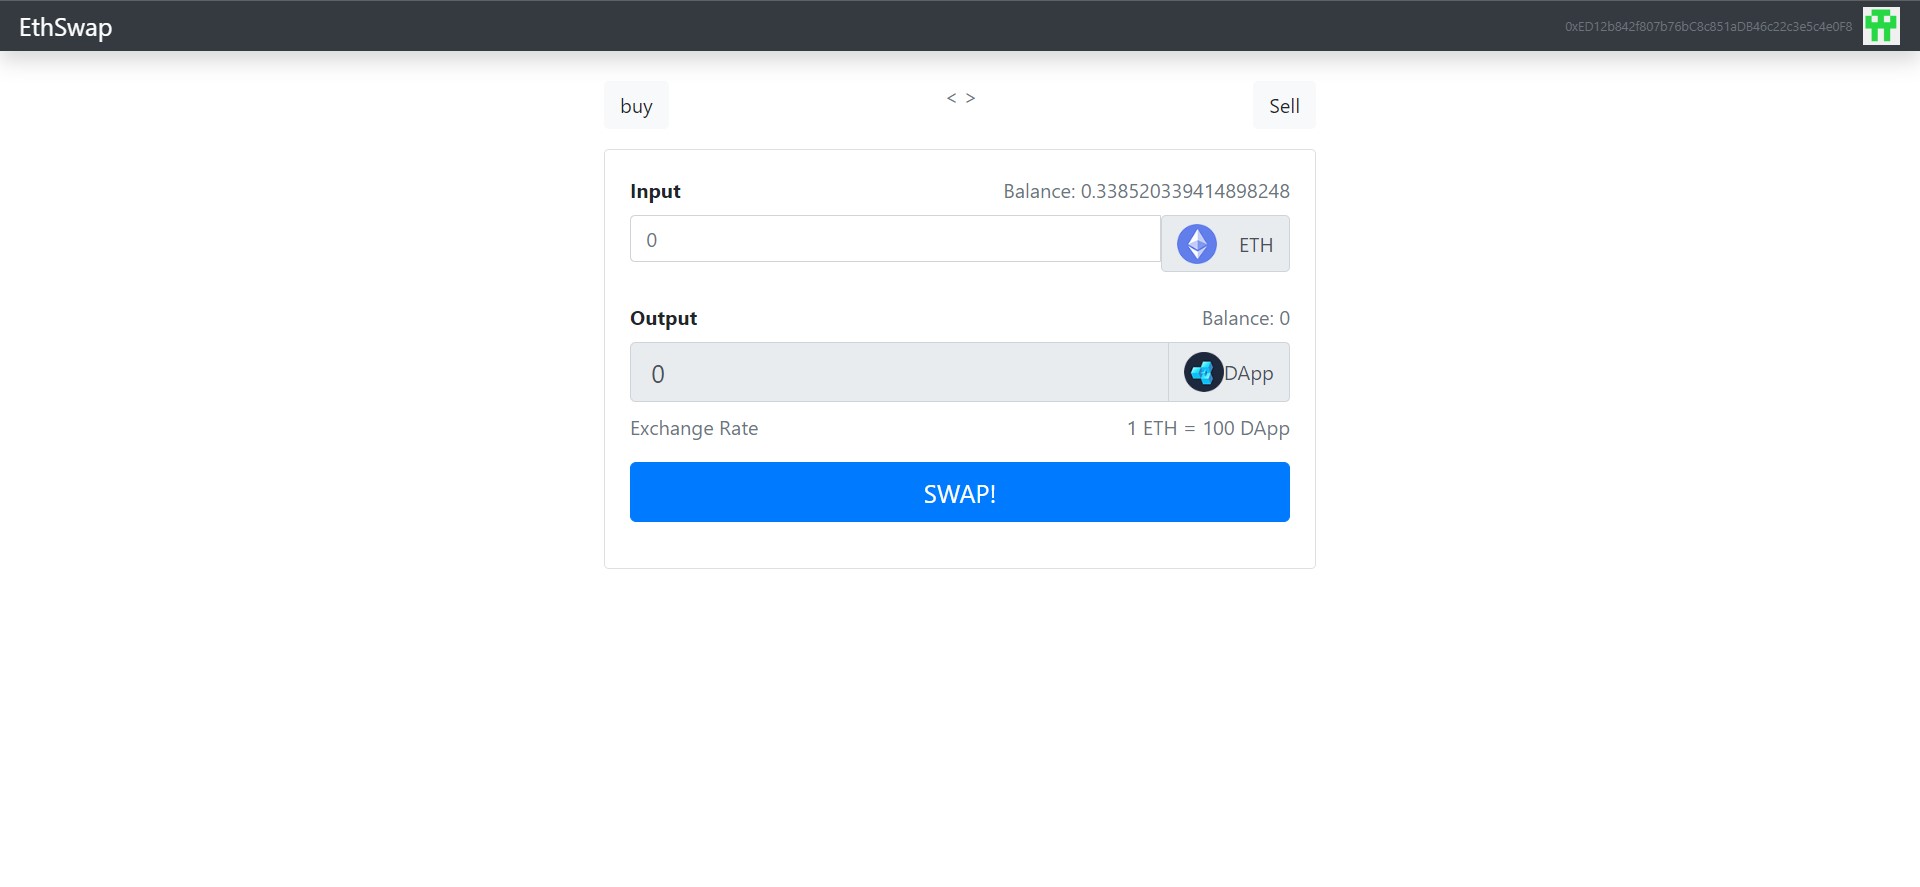 EthSwap
0xED12b842f807b76bC8c851aDB46c22c3e5c4e0F8
buy
< >
Sell
Input
Balance: 0.338520339414898248
0
ETH
Output
Balance: 0
0
DApp
Exchange Rate
1 ETH = 100 DApp
SWAP!